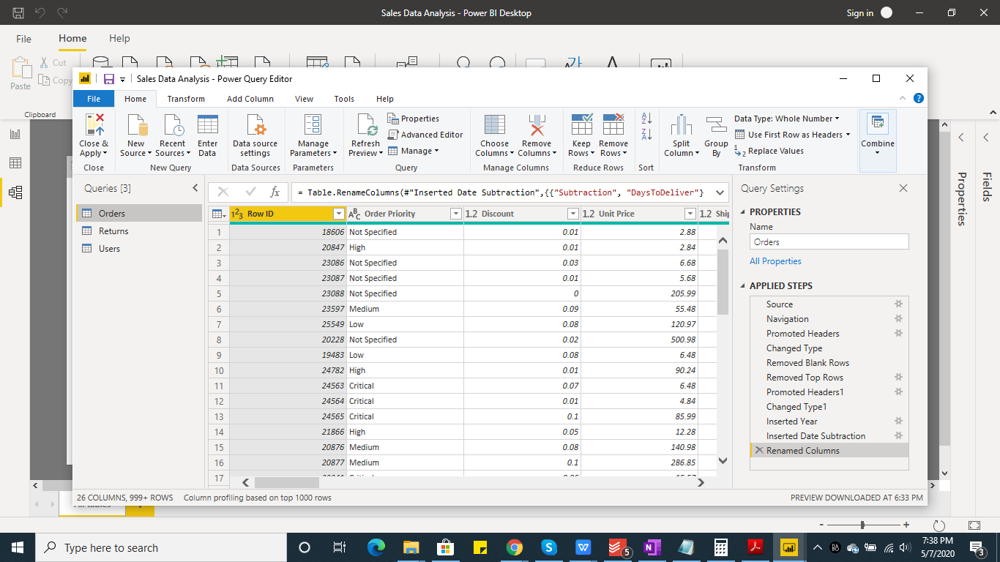 Sales Data Analysis - Power BI Desktop
Sign in
File
Home
Help
Cut
Copy
Paste
Clipboard
Sales Data Analysis - Power Query Editor
File
Home
Transform
Add Column
View
Tools
Help
Close &
Apply
Close
New
Source
Recent
Sources
Enter
Data
New Query
Data source
settings
Data Sources
Manage
Parameters
Parameters
Refresh
Preview
Properties
Advanced Editor
Manage
Query
Choose
Columns
Remove
Columns
Manage Columns
Keep
Rows
Remove
Rows
Reduce Rows
Sort
Split
Column
Group
By
Data Type: Whole Number
Use First Row as Headers
Replace Values
Transform
Combine
Queries [3]
Orders
Returns
Users
fx
= Table.RenameColumns(#"Inserted Date Subtraction",{{"Subtraction", "DaysToDeliver"}
Row ID Order Priority 1.2 Discount 1.2 Unit Price 1.2 Ship
1 18606 Not Specified 0.01 2.88
2 20847 High 0.01 2.84
3 23086 Not Specified 0.03 6.68
4 23087 Not Specified 0.01 5.68
5 23088 Not Specified 0 205.99
6 23597 Medium 0.09 55.48
7 25549 Low 0.08 120.97
8 20228 Not Specified 0.02 500.98
9 19483 Low 0.08 6.48
10 24782 High 0.01 90.24
11 24563 Critical 0.07 6.48
12 24564 Critical 0.01 4.84
13 24565 Critical 0.1 85.99
14 21866 High 0.05 12.28
15 20876 Medium 0.08 140.98
16 20877 Medium 0.1 286.85
17
Query Settings
PROPERTIES
Name
Orders
All Properties
APPLIED STEPS
Source
Navigation
Promoted Headers
Changed Type
Removed Blank Rows
Removed Top Rows
Promoted Headers1
Changed Type1
Inserted Year
Inserted Date Subtraction
Renamed Columns
Properties
Fields
26 COLUMNS, 999+ ROWS
Column profiling based on top 1000 rows
PREVIEW DOWNLOADED AT 6:33 PM
Type here to search
5
7:38 PM
5/7/2020
3